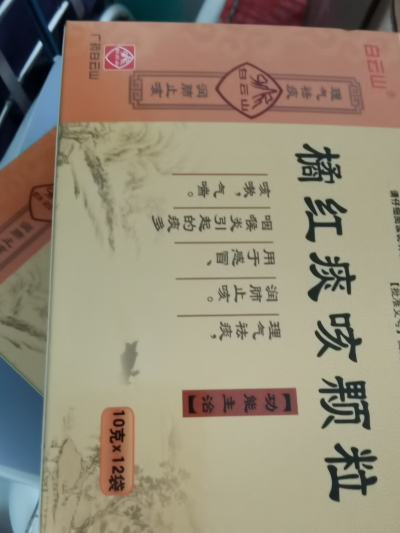 白云山
广药白云山
理气祛痰
润肺止咳
白云山
橘红痰咳颗粒
【功能主治】
理气祛痰，
润肺止咳。
用于感冒、
咽喉炎引起的痰多
咳嗽，气喘。
10克x12袋